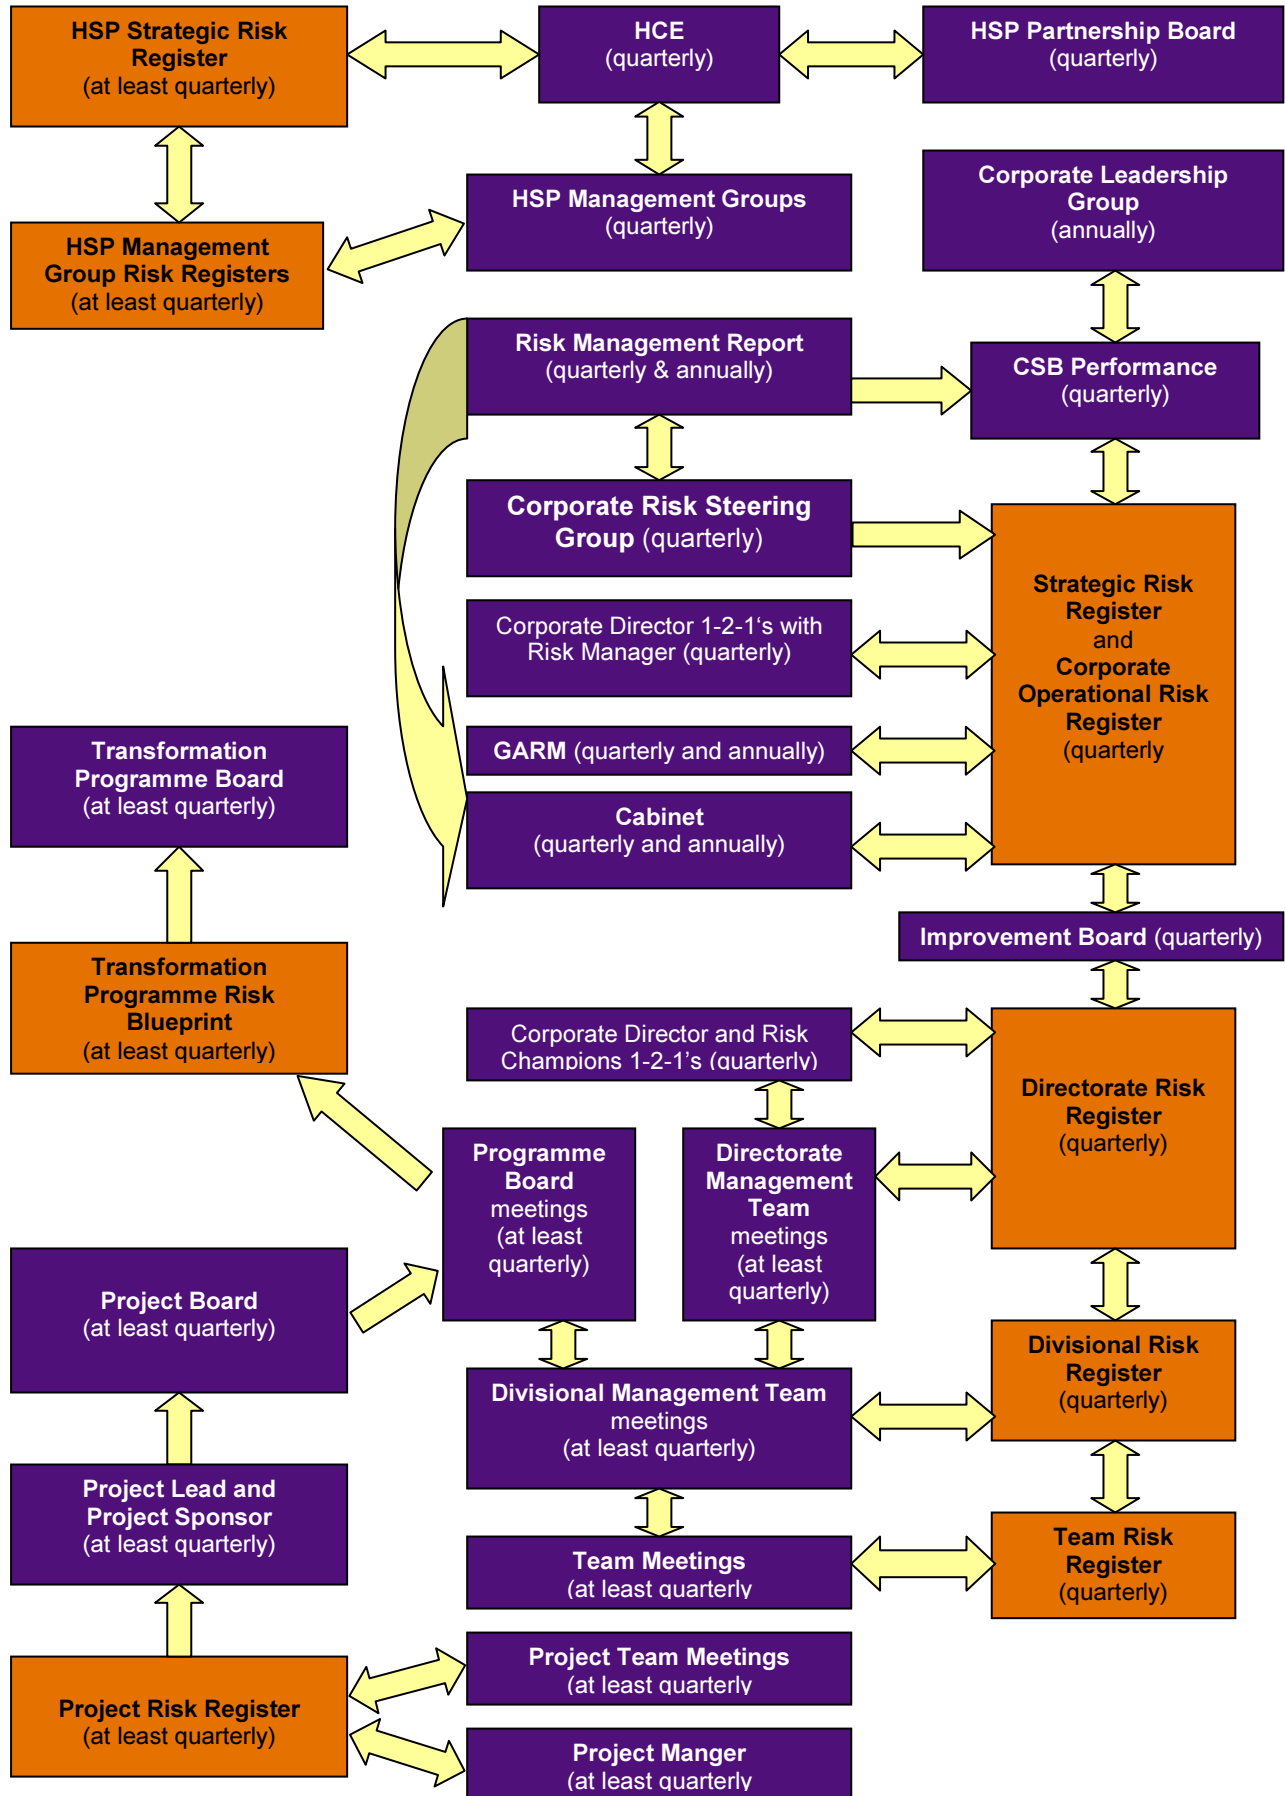 HSP Strategic Risk
Register
(at least quarterly)
HCE
(quarterly)
HSP Partnership Board
(quarterly)
HSP Management Groups
(quarterly)
Corporate Leadership
Group
(annually)
HSP Management
Group Risk Registers
(at least quarterly)
Risk Management Report
(quarterly & annually)
CSB Performance
(quarterly)
Corporate Risk Steering
Group (quarterly)
Strategic Risk
Register
and
Corporate
Operational Risk
Register
(quarterly
Corporate Director 1-2-1‘s with
Risk Manager (quarterly)
GARM (quarterly and annually)
Cabinet
(quarterly and annually)
Transformation
Programme Board
(at least quarterly)
Improvement Board (quarterly)
Transformation
Programme Risk
Blueprint
(at least quarterly)
Corporate Director and Risk
Champions 1-2-1’s (quarterly)
Directorate Risk
Register
(quarterly)
Programme
Board
meetings
(at least
quarterly)
Directorate
Management
Team
meetings
(at least
quarterly)
Project Board
(at least quarterly)
Divisional Management Team
meetings
(at least quarterly)
Divisional Risk
Register
(quarterly)
Project Lead and
Project Sponsor
(at least quarterly)
Team Meetings
(at least quarterly
Team Risk
Register
(quarterly)
Project Risk Register
(at least quarterly)
Project Team Meetings
(at least quarterly
Project Manger
(at least quarterly